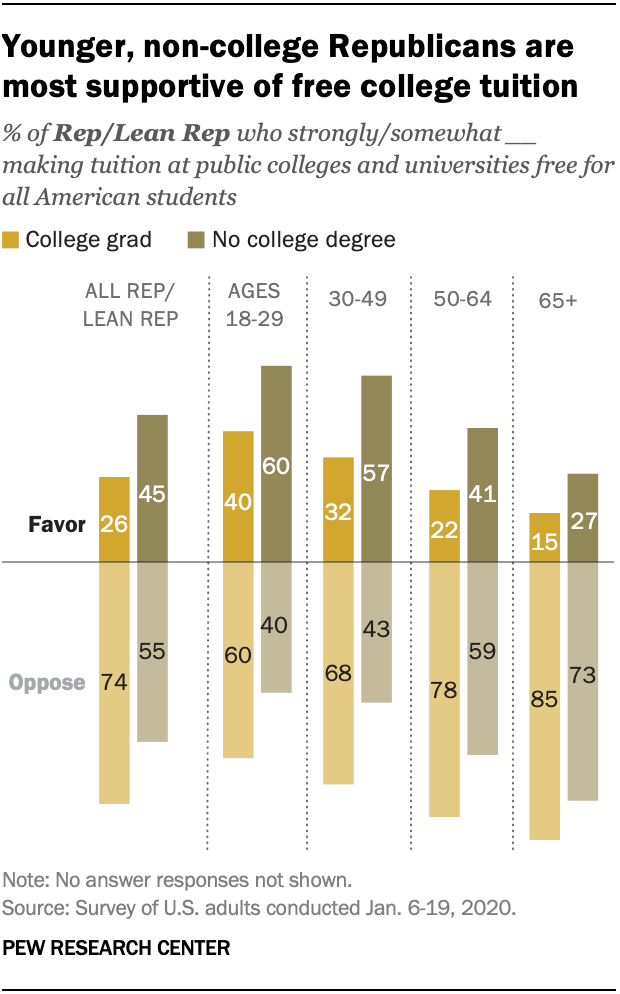 Younger, non-college Republicans are
most supportive of free college tuition
% of Rep/Lean Rep who strongly/somewhat __
making tuition at public colleges and universities free for
all American students
College grad
No college degree
ALL REP/
LEAN REP
AGES
18-29
30-49
50-64
65+
Favor
26
45
40
60
32
57
22
41
15
27
Oppose
74
55
60
40
68
43
78
59
85
73
Note: No answer responses not shown.
Source: Survey of U.S. adults conducted Jan. 6-19, 2020.
PEW RESEARCH CENTER